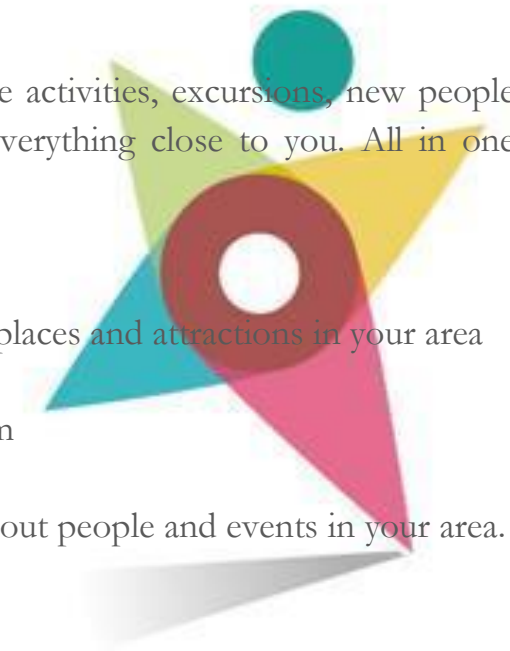 e activities, excursions, new people
verything close to you. All in one
places and attractions in your area
n
out people and events in your area.